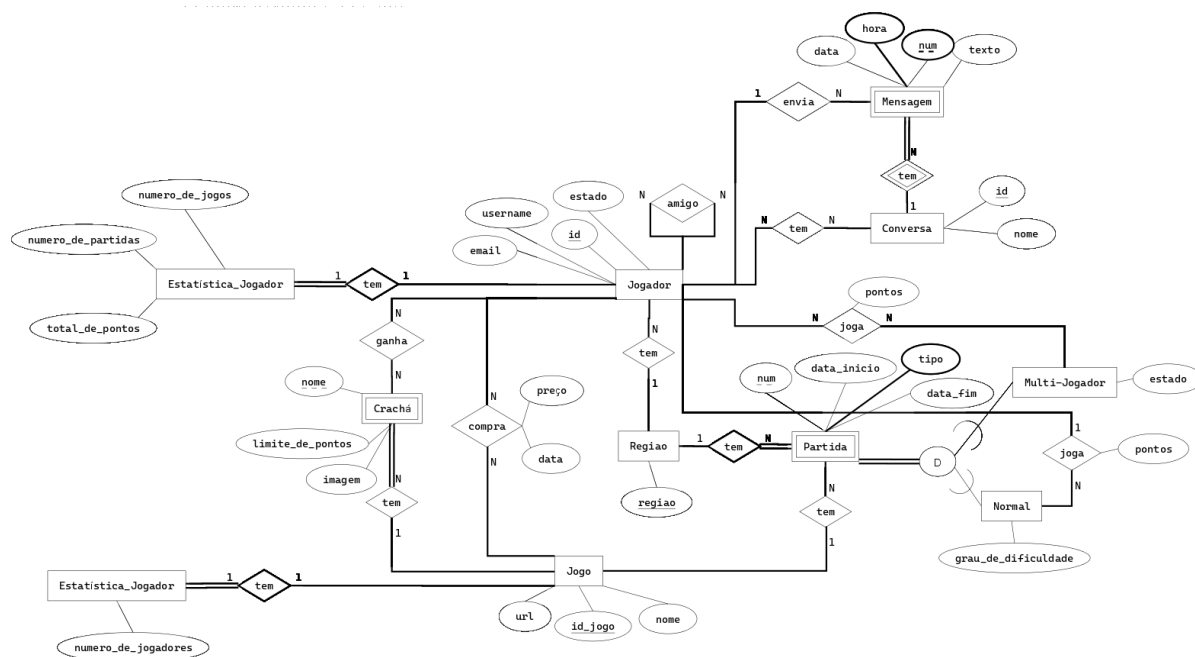 hora
num
data
texto
1
N
envia
Mensagem
N
tem
1
id
N
N
tem
Conversa
nome
N
N
amigo
numero_de_jogos
estado
username
id
numero_de_partidas
email
1
1
Estatística_Jogador
tem
Jogador
total_de_pontos
pontos
N
ganha
N
N
tem
1
N
N
joga
nome
Crachá
limite_de_pontos
imagem
N
tem
1
N
compra
N
preço
data
num
data_inicio
tipo
data_fim
Multi-Jogador
estado
Regiao
1
tem
N
Partida
D
1
joga
N
pontos
regiao
N
tem
1
Normal
grau_de_dificuldade
Estatística_Jogador
1
tem
1
Jogo
url
id_jogo
nome
numero_de_jogadores